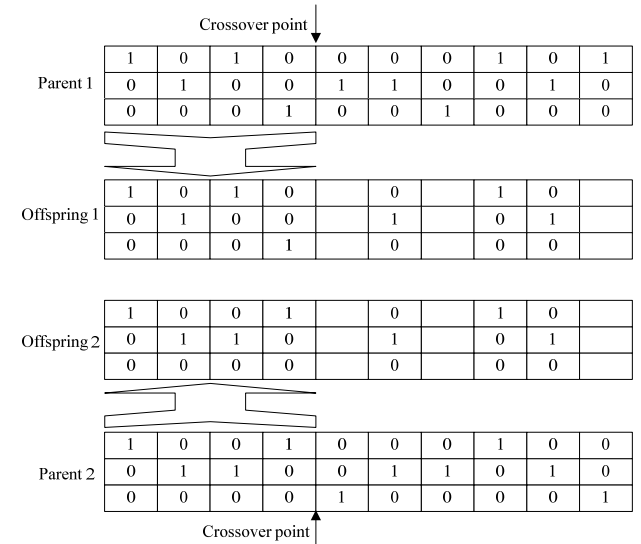 Crossover point
1 0 1 0 0 0 0 1 0 1
Parent 1 0 1 0 0 1 1 0 0 1 0
0 0 0 1 0 0 1 0 0 0
1 0 1 0 0 1 0
Offspring 1 0 1 0 0 1 0 1
0 0 0 1 0 0 0
1 0 0 1 0 1 0
Offspring 2 0 1 1 0 1 0 1
0 0 0 0 0 0 0
1 0 0 1 0 0 0 1 0 0
Parent 2 0 1 1 0 0 1 1 0 1 0
0 0 0 0 1 0 0 0 0 1
Crossover point